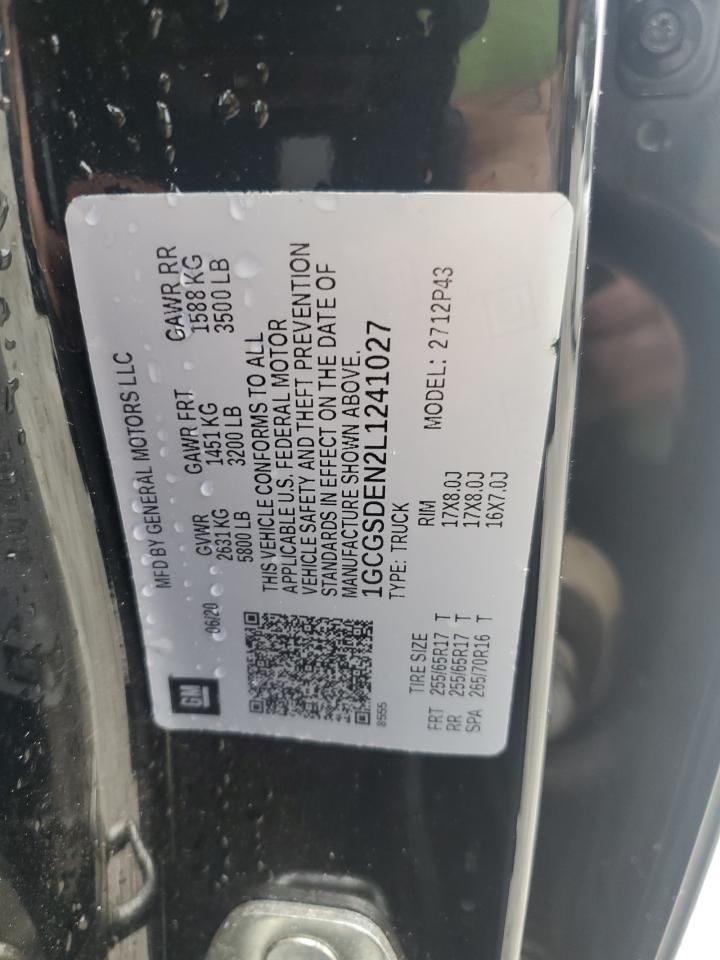 GM
MFD BY GENERAL MOTORS LLC
06/20 GVWR GAWR FRT GAWR RR
2631 KG 1451 KG 1588 KG
5800 LB 3200 LB 3500 LB
THIS VEHICLE CONFORMS TO ALL
APPLICABLE U.S. FEDERAL MOTOR
VEHICLE SAFETY AND THEFT PREVENTION
STANDARDS IN EFFECT ON THE DATE OF
MANUFACTURE SHOWN ABOVE.
1GCGSDEN2L1241027
8555 TYPE: TRUCK
TIRE SIZE RIM MODEL: 2712P43
FRT 255/65R17 T 17X8.0J
RR 255/65R17 T 17X8.0J
SPA 265/70R16 T 16X7.0J